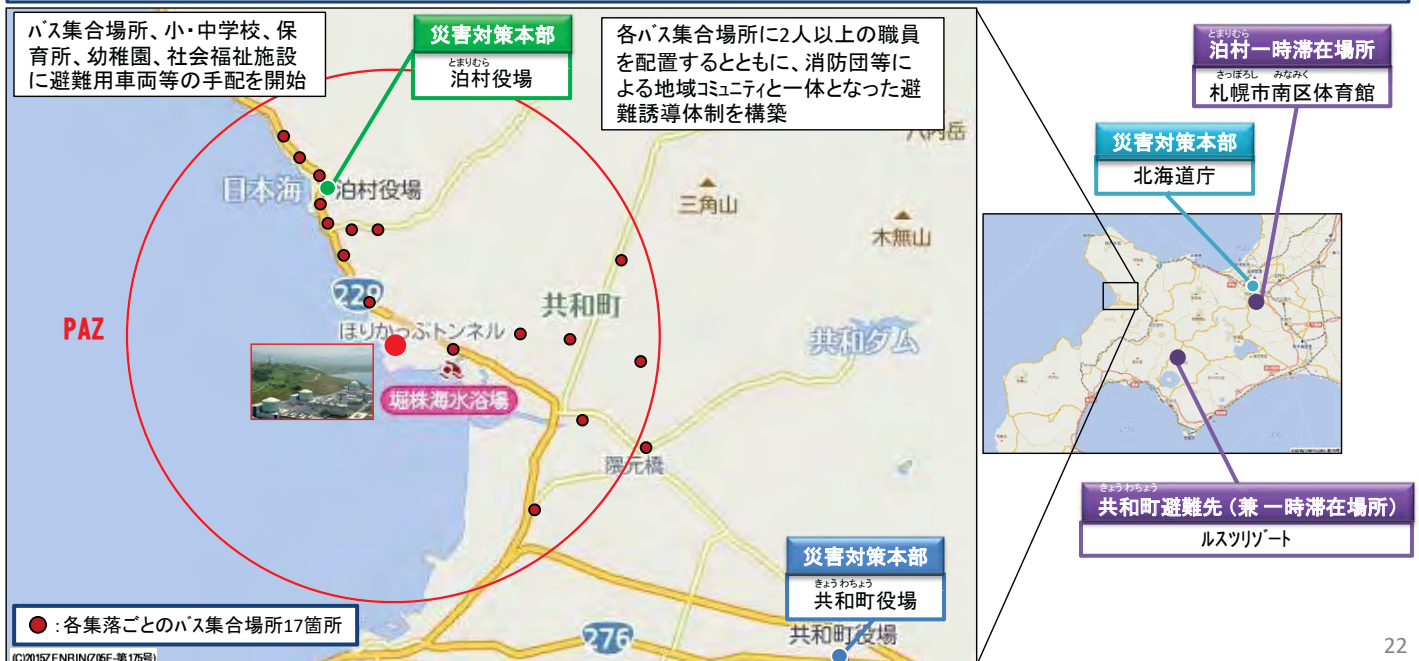 バス集合場所、小・中学校、保
育所、幼稚園、社会福祉施設
に避難用車両等の手配を開始
災害対策本部
とまりむら
泊村役場
各バス集合場所に2人以上の職員
を配置するとともに、消防団等に
よる地域コミュニティと一体となった避
難誘導体制を構築
とまりむら
泊村一時滞在場所
さっぽろし みなみく
札幌市南区体育館
災害対策本部
北海道庁
日本海
泊村役場
三角山
木無山
229
共和町
PAZ
ほりかっぷトンネル
共和ダム
堀株海水浴場
隈元橋
きょうわちょう
共和町避難先（兼 一時滞在場所）
ルスツリゾート
災害対策本部
きょうわちょう
共和町役場
●：各集落ごとのバス集合場所17箇所
276
共和町役場
(C)2015ZENRIN(Z05E-第175号)
22